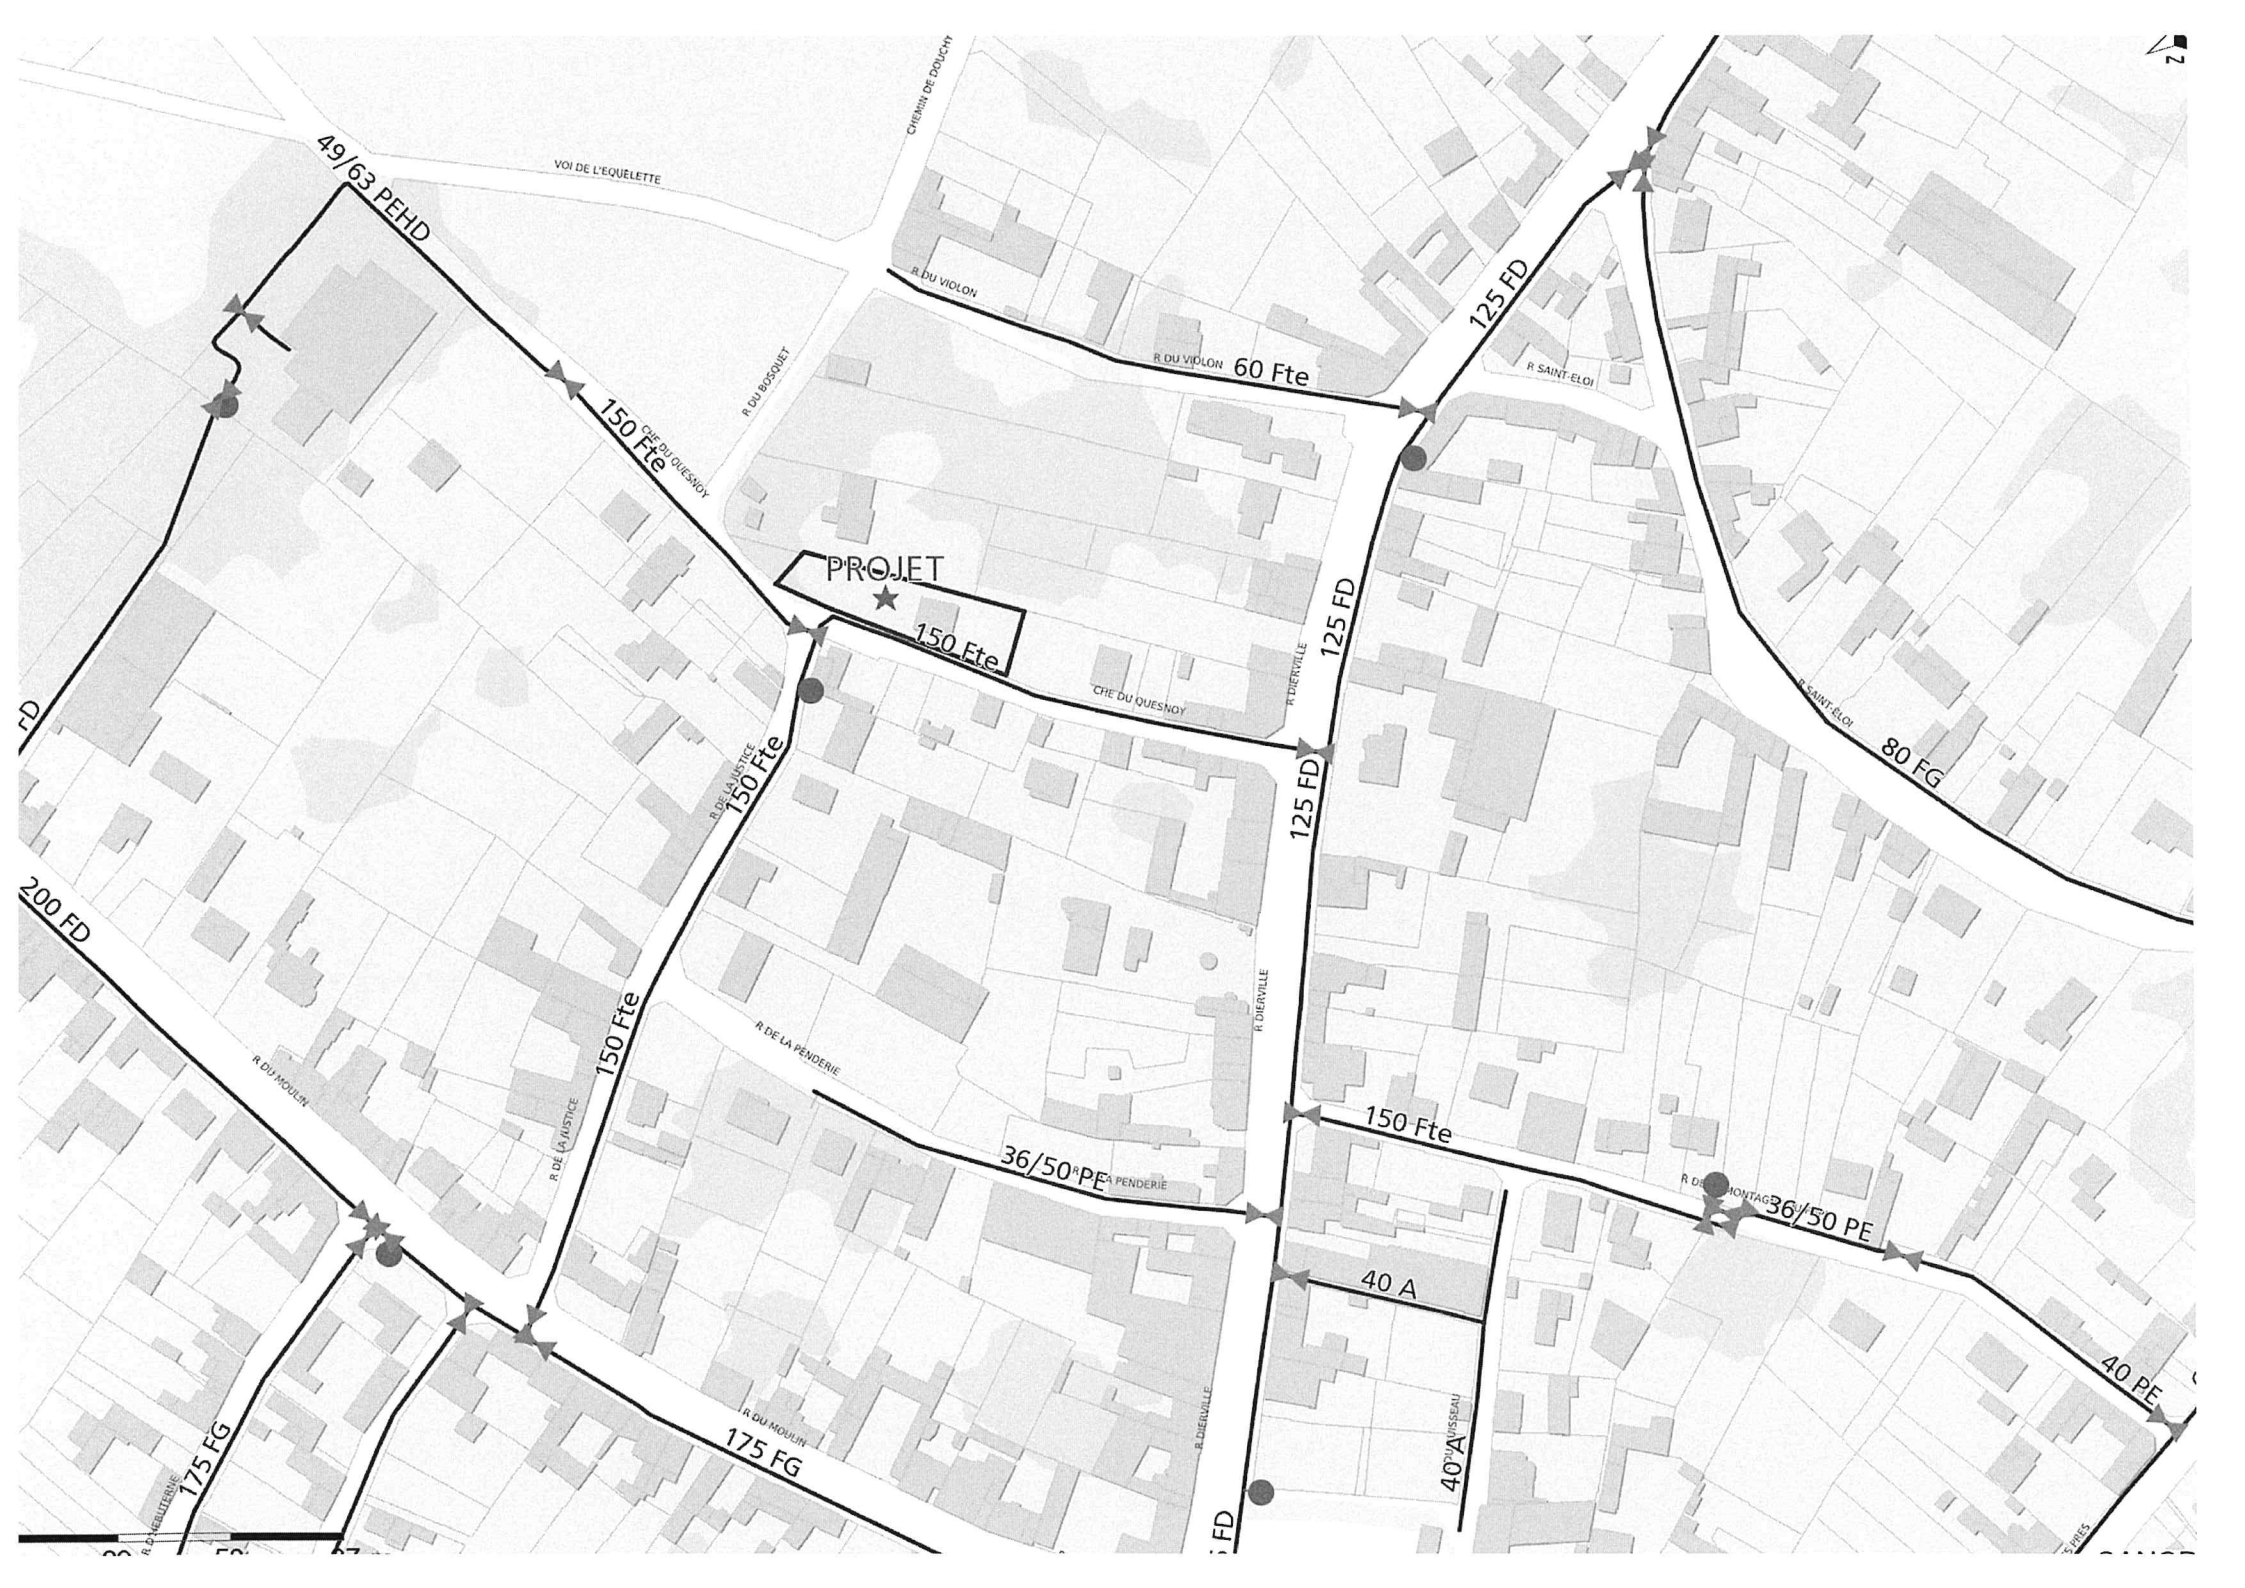 Z
CHEMIN DE DOUCHY
49/63 PEHD
VOI DE L'EQUÈLETTE
R DU VIOLON
125 FD
R DU VIOLON
60 Fte
R SAINT-ELOI
R DU BOSQUET
150 Fte
CHE DU QUESNOY
PROJET
150 Fte
125 FD
R DIERVILLE
CHE DU QUESNOY
R SAINT-ELOI
80 FG
FD
R DE LA JUSTICE
150 Fte
125 FD
200 FD
R DIERVILLE
150 Fte
R DE LA PENDERIE
R DU MOULIN
R DE LA JUSTICE
150 Fte
36/50 PE
PENDERIE
36/50 PE
40 A
40 PE
R DIERVILLE
R DU MOULIN
175 FG
175 FG
40 A
FD